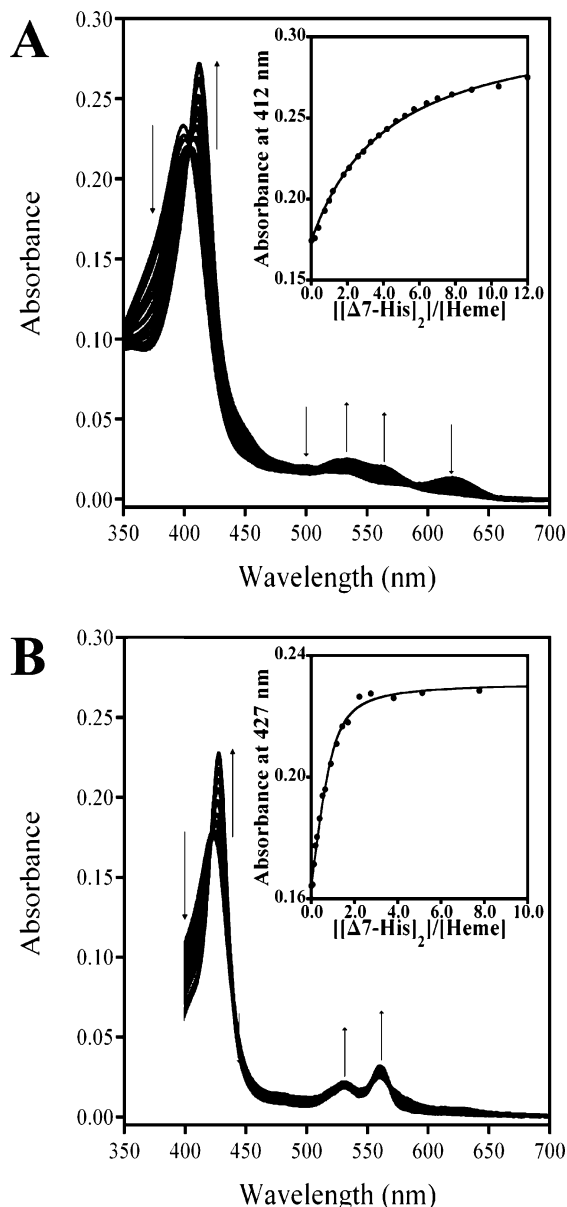 A
0.30
0.25
0.20
0.15
0.10
0.05
0.00
Absorbance
350 400 450 500 550 600 650 700
Wavelength (nm)
0.30
0.25
0.20
0.15
Absorbance at 412 nm
0.0 2.0 4.0 6.0 8.0 10.0 12.0
[[Δ7-His]2]/[Heme]
B
0.30
0.25
0.20
0.15
0.10
0.05
0.00
Absorbance
350 400 450 500 550 600 650 700
Wavelength (nm)
0.24
0.20
0.16
Absorbance at 427 nm
0.0 2.0 4.0 6.0 8.0 10.0
[[Δ7-His]2]/[Heme]